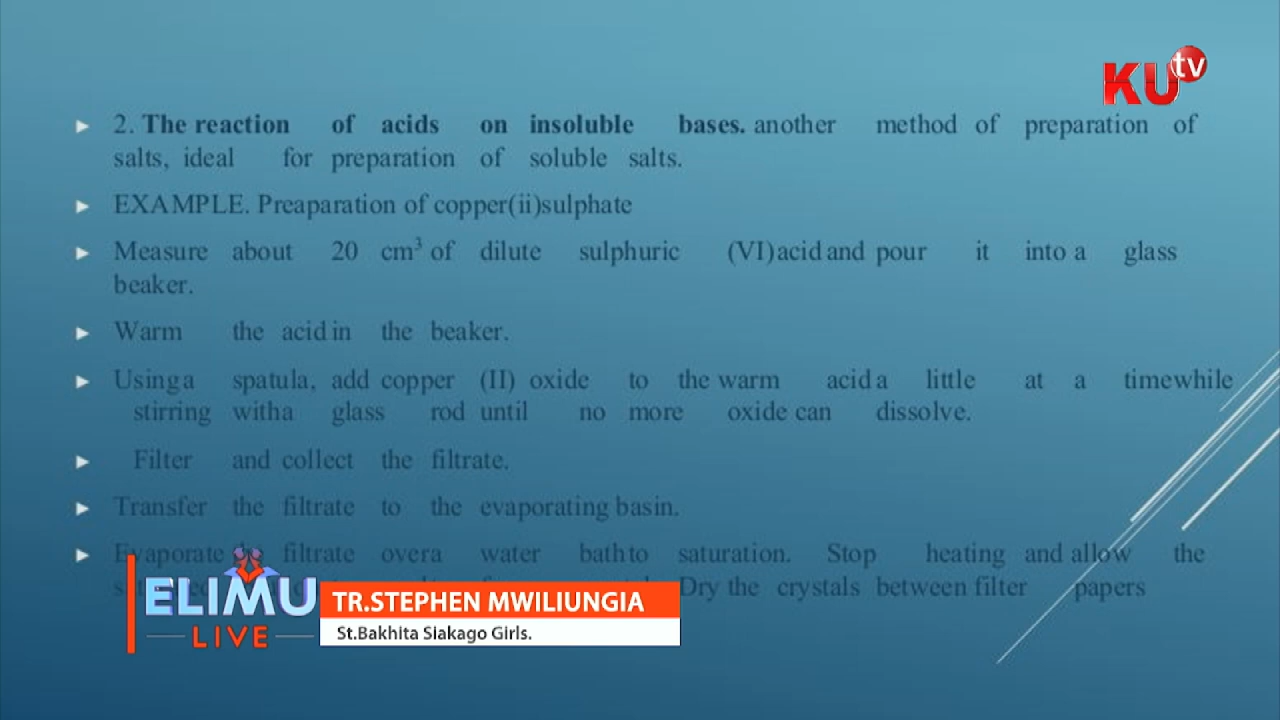 KU tv
2. The reaction of acids on insoluble bases. another method of preparation of
salts, ideal for preparation of soluble salts.
EXAMPLE. Preaparation of copper(ii)sulphate
Measure about 20 cm³ of dilute sulphuric (VI)acid and pour it into a glass
beaker.
Warm the acid in the beaker.
Using a spatula, add copper (II) oxide to the warm acid a little at a timewhile
stirring witha glass rod until no more oxide can dissolve.
Filter and collect the filtrate.
Transfer the filtrate to the evaporating basin.
Evaporate the filtrate overa water bath to saturation. Stop heating and allow the
Dry the crystals between filter papers
ELIMU
LIVE
TR.STEPHEN MWILIUNGIA
St.Bakhita Siakago Girls.